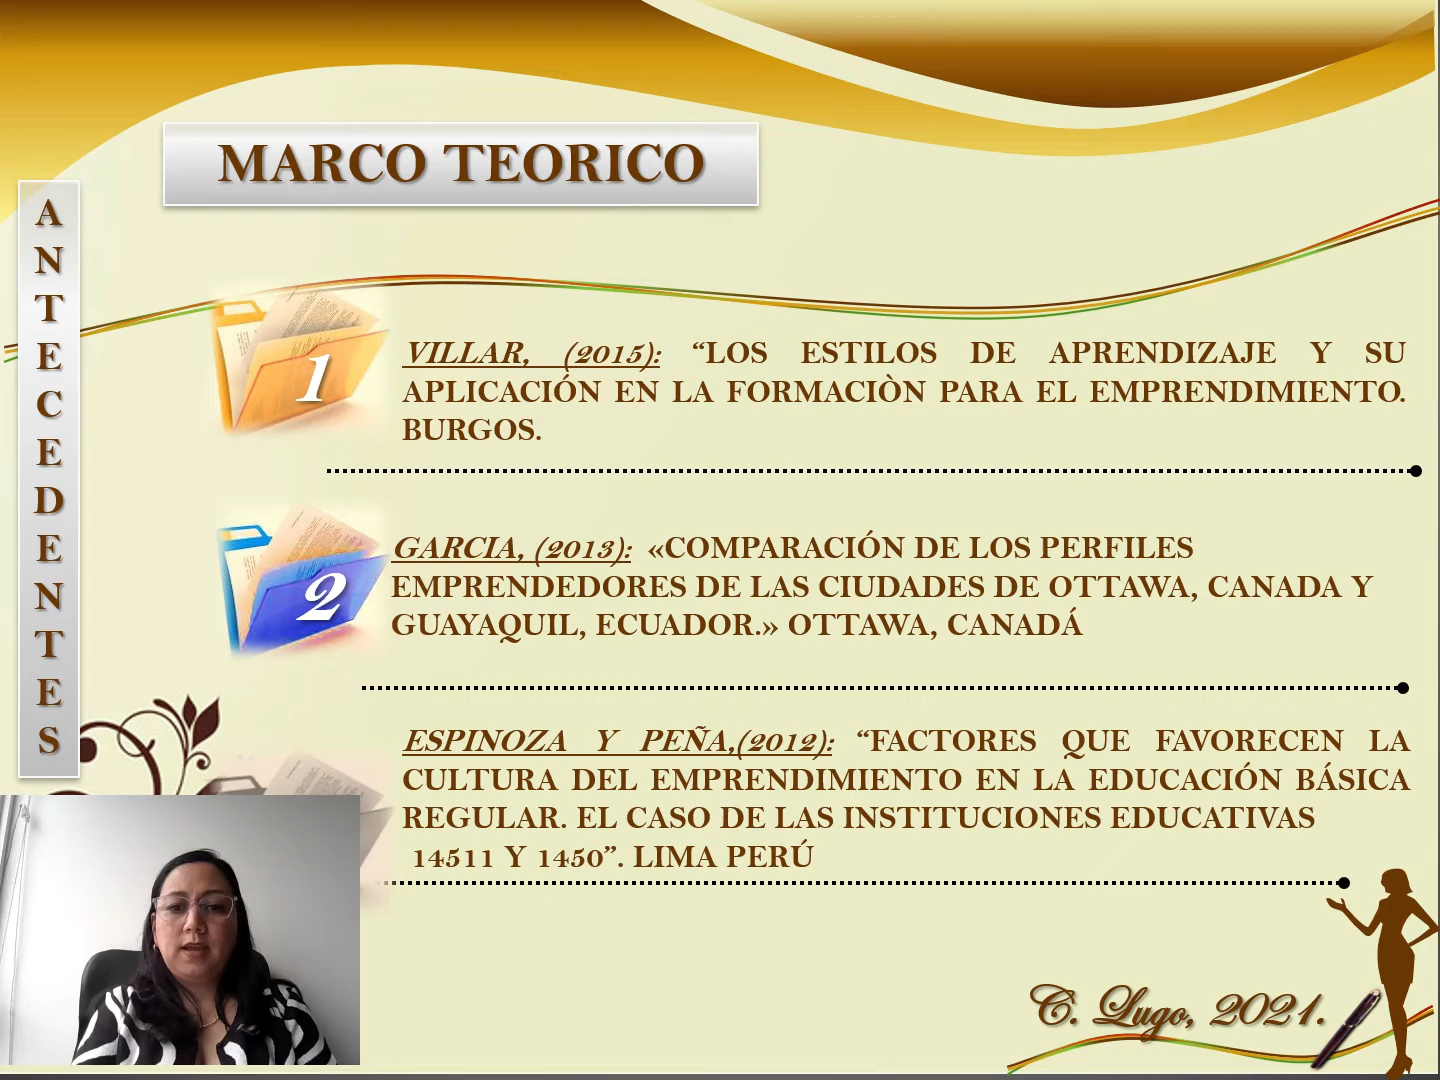 MARCO TEORICO
ANTECEDENTES
1
VILLAR, (2015): “LOS ESTILOS DE APRENDIZAJE Y SU
APLICACIÓN EN LA FORMACIÒN PARA EL EMPRENDIMIENTO.
BURGOS.
2
GARCIA, (2013): «COMPARACIÓN DE LOS PERFILES
EMPRENDEDORES DE LAS CIUDADES DE OTTAWA, CANADA Y
GUAYAQUIL, ECUADOR.» OTTAWA, CANADÁ
ESPINOZA Y PEÑA,(2012): “FACTORES QUE FAVORECEN LA
CULTURA DEL EMPRENDIMIENTO EN LA EDUCACIÓN BÁSICA
REGULAR. EL CASO DE LAS INSTITUCIONES EDUCATIVAS
14511 Y 1450”. LIMA PERÚ
C. Lugo, 2021.